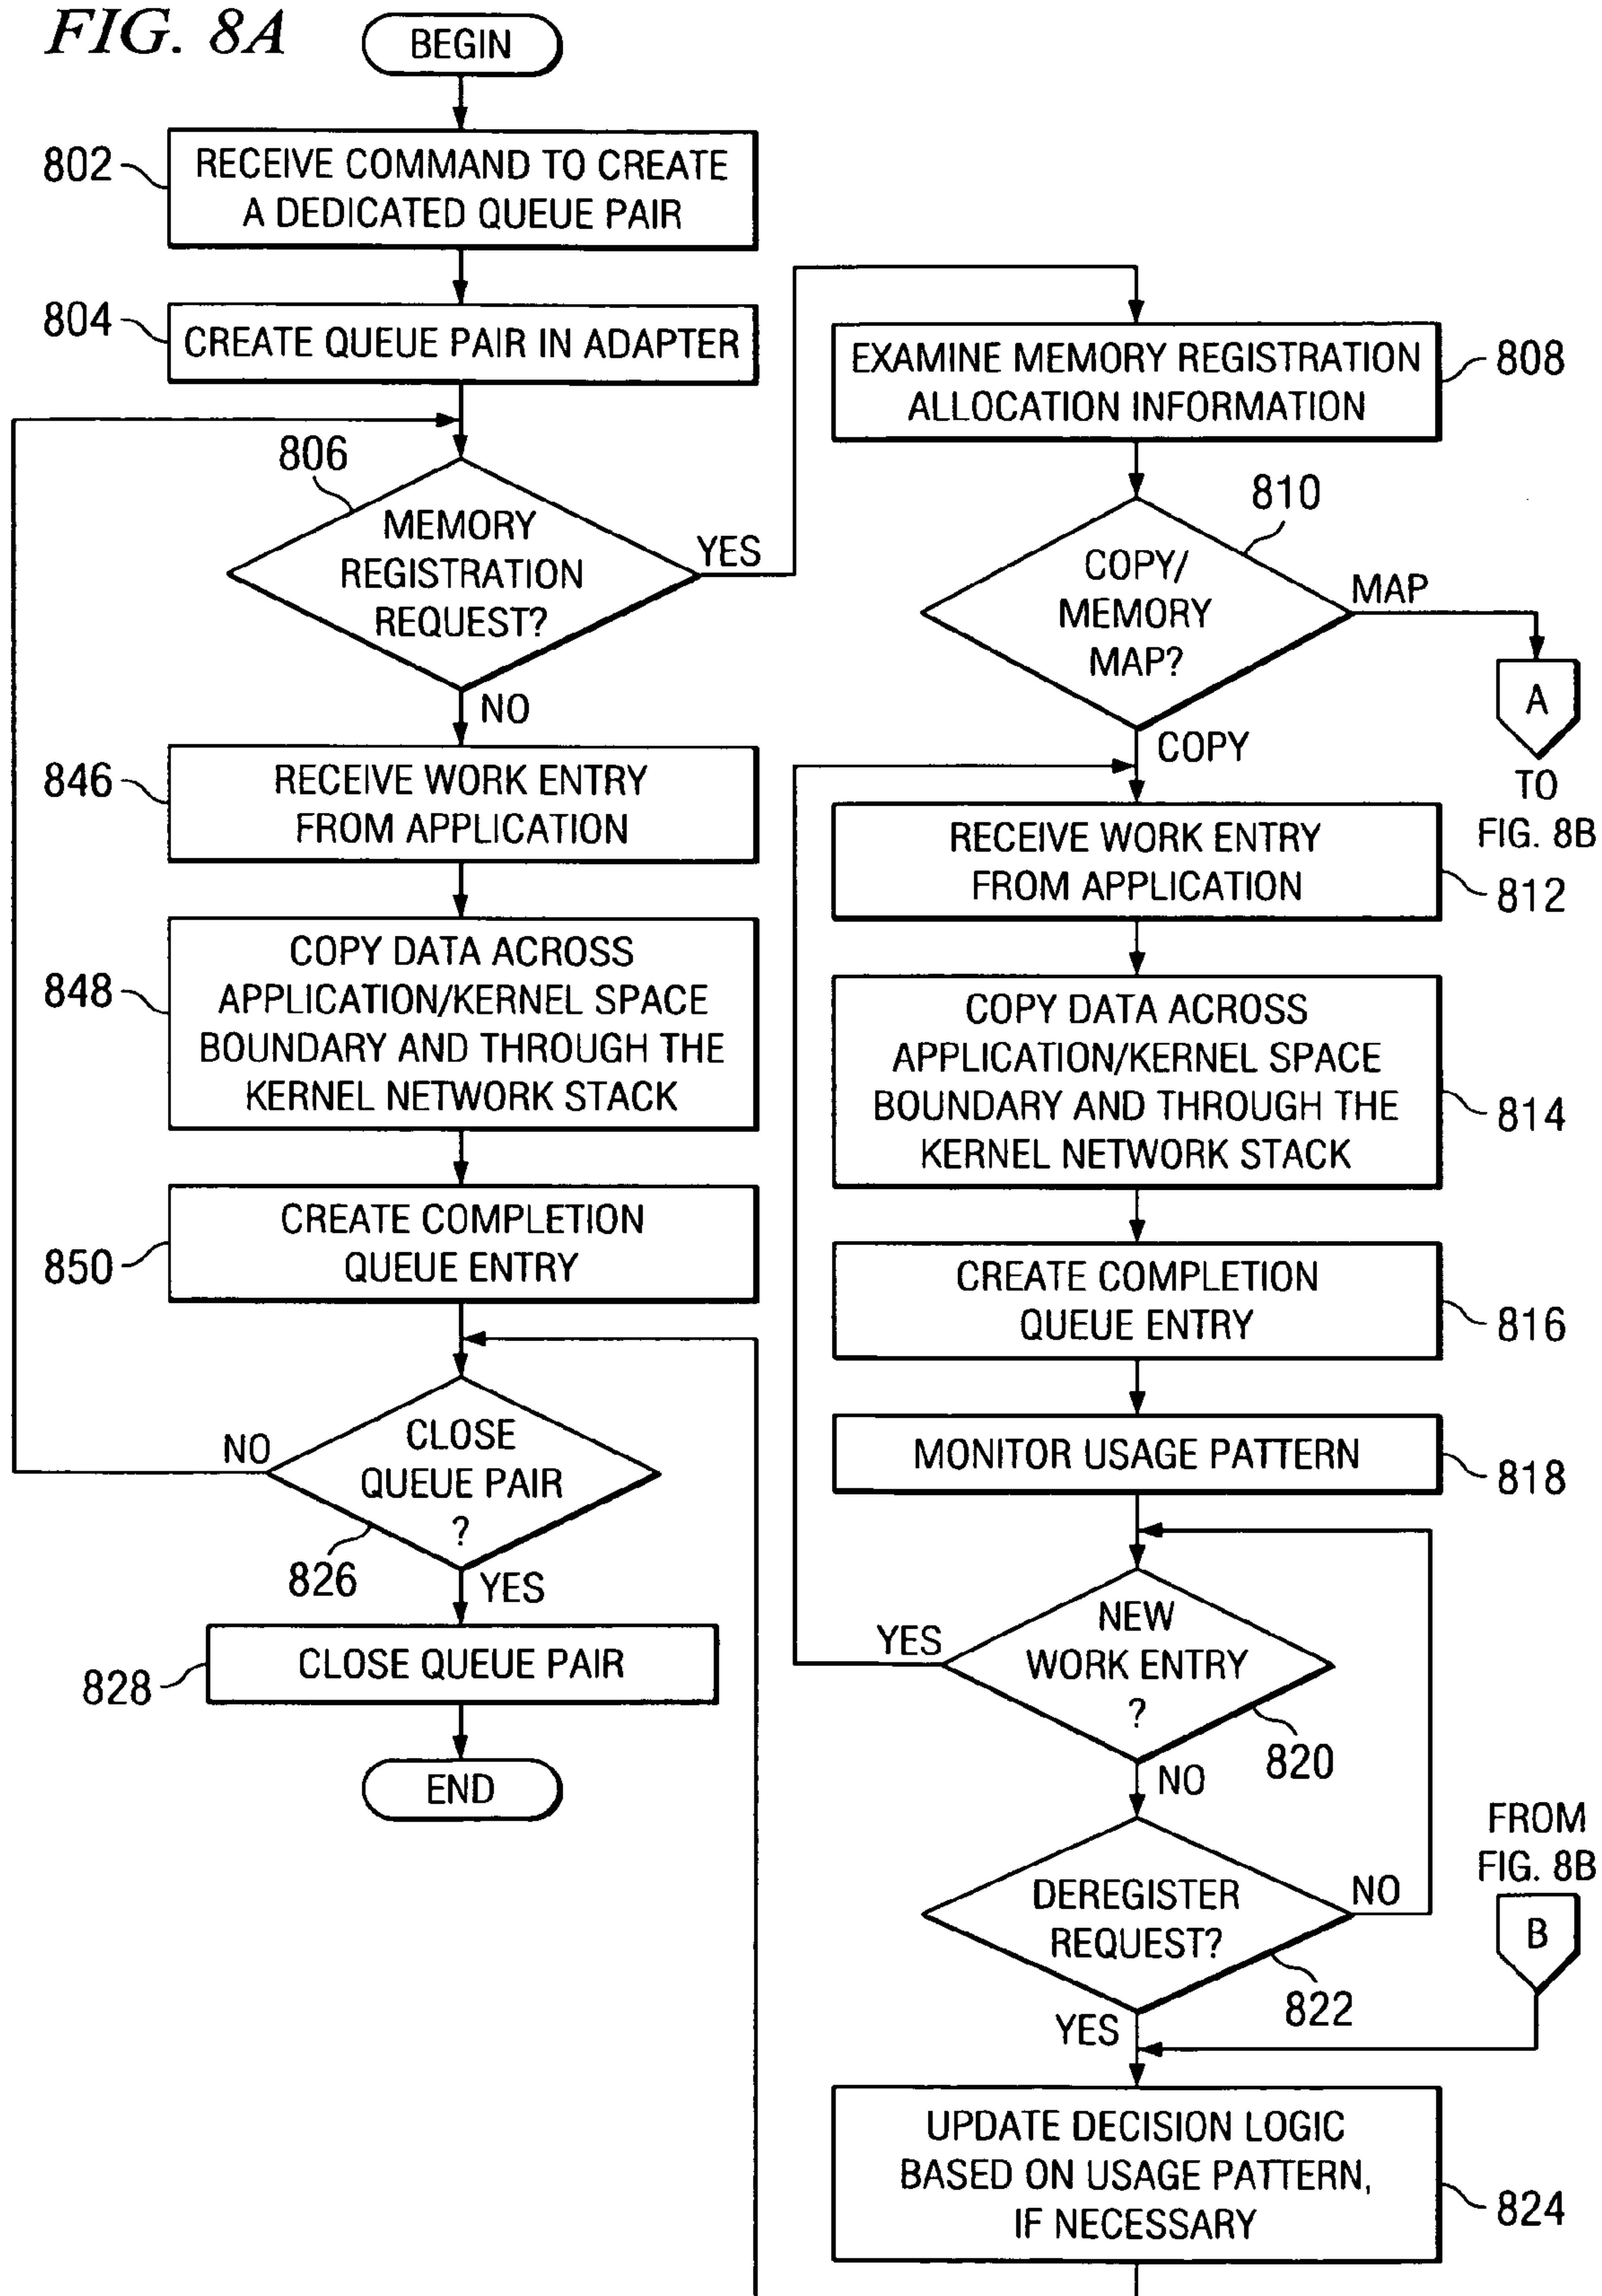 FIG. 8A
BEGIN
802
RECEIVE COMMAND TO CREATE
A DEDICATED QUEUE PAIR
804
CREATE QUEUE PAIR IN ADAPTER
806
MEMORY
REGISTRATION
REQUEST?
YES
NO
846
RECEIVE WORK ENTRY
FROM APPLICATION
848
COPY DATA ACROSS
APPLICATION/KERNEL SPACE
BOUNDARY AND THROUGH THE
KERNEL NETWORK STACK
850
CREATE COMPLETION
QUEUE ENTRY
NO
CLOSE
QUEUE PAIR
?
826
YES
828
CLOSE QUEUE PAIR
END
EXAMINE MEMORY REGISTRATION
ALLOCATION INFORMATION
808
810
COPY/
MEMORY
MAP?
MAP
A
TO
FIG. 8B
COPY
RECEIVE WORK ENTRY
FROM APPLICATION
812
COPY DATA ACROSS
APPLICATION/KERNEL SPACE
BOUNDARY AND THROUGH THE
KERNEL NETWORK STACK
814
CREATE COMPLETION
QUEUE ENTRY
816
MONITOR USAGE PATTERN
818
YES
NEW
WORK ENTRY
?
820
NO
DEREGISTER
REQUEST?
NO
822
YES
FROM
FIG. 8B
B
UPDATE DECISION LOGIC
BASED ON USAGE PATTERN,
IF NECESSARY
824